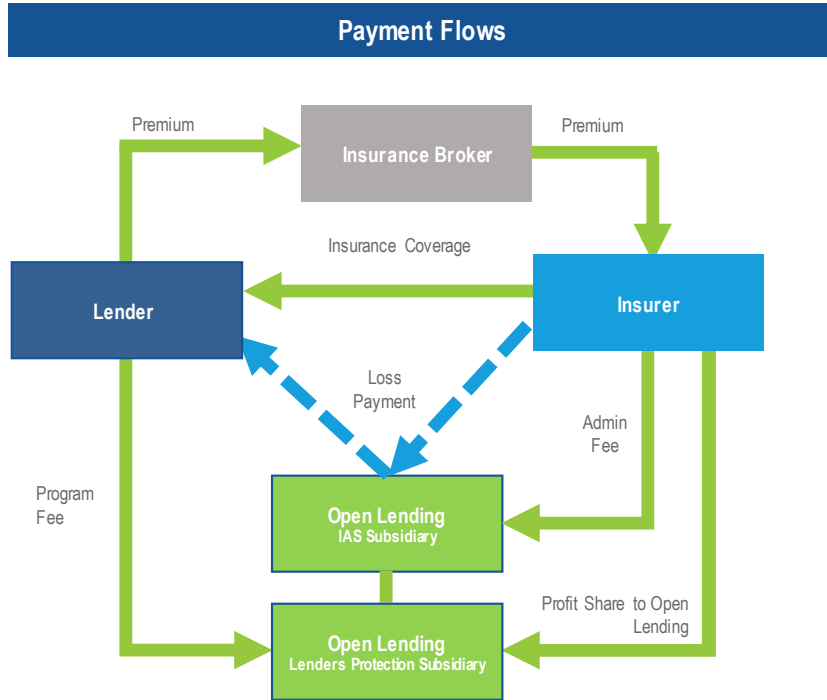 Payment Flows
Premium
Premium
Insurance Broker
Insurance Coverage
Lender
Insurer
Loss
Payment
Admin
Fee
Program
Fee
Open Lending
IAS Subsidiary
Profit Share to Open
Lending
Open Lending
Lenders Protection Subsidiary